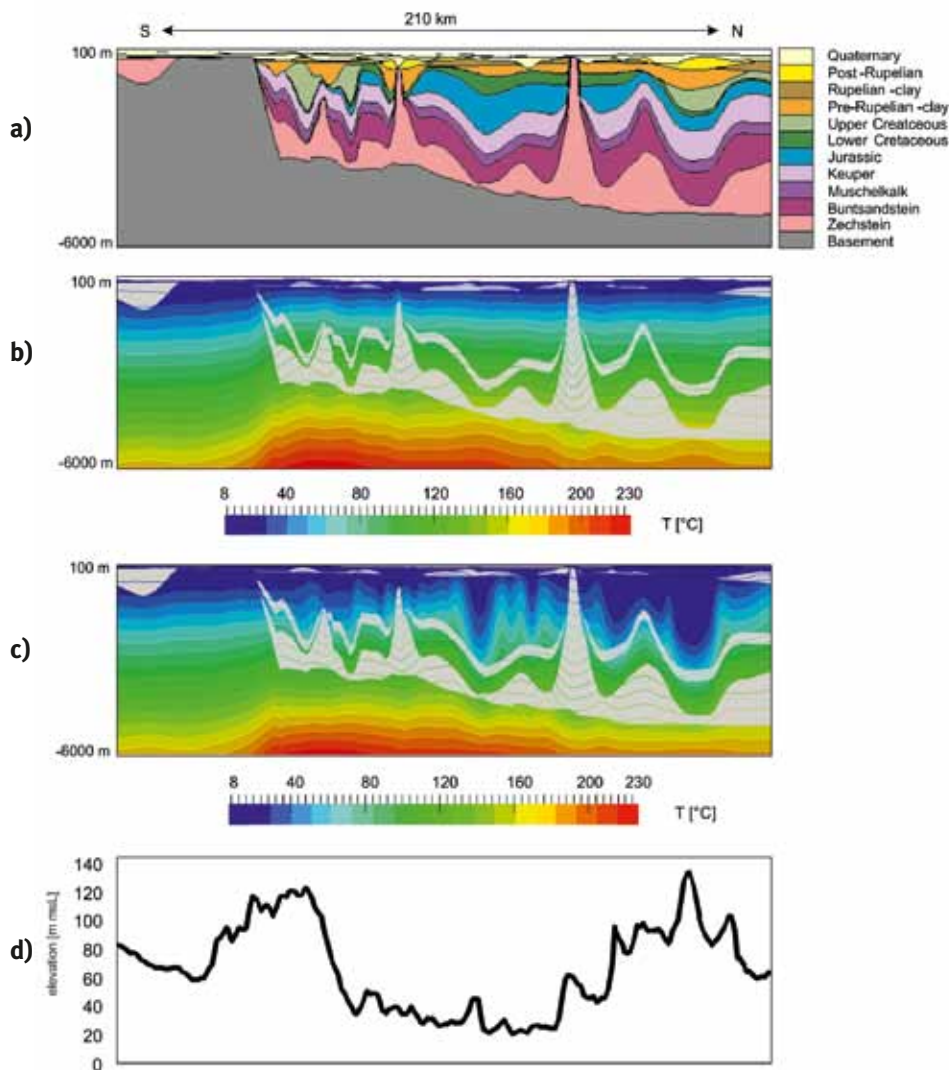 S 210 km N
100 m
a)
-6000 m
Quaternary
Post -Rupelian
Rupelian -clay
Pre-Rupelian -clay
Upper Creatceous
Lower Cretaceous
Jurassic
Keuper
Muschelkalk
Buntsandstein
Zechstein
Basement
100 m
b)
-6000 m
8 40 80 120 160 200 230
T [°C]
100 m
c)
-6000 m
8 40 80 120 160 200 230
T [°C]
d)
elevation [m msL]
140
120
100
80
60
40
20
0